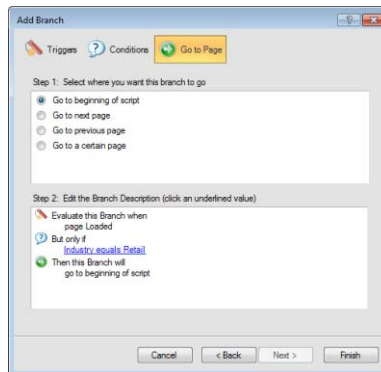 Add Branch
Triggers Conditions Go to Page
Step 1: Select where you want this branch to go
Go to beginning of script
Go to next page
Go to previous page
Go to a certain page
Step 2: Edit the Branch Description (click an underlined value)
Evaluate this Branch when
page Loaded
But only if
Industry equals Retail
Then this Branch will
go to beginning of script
Cancel < Back Next > Finish